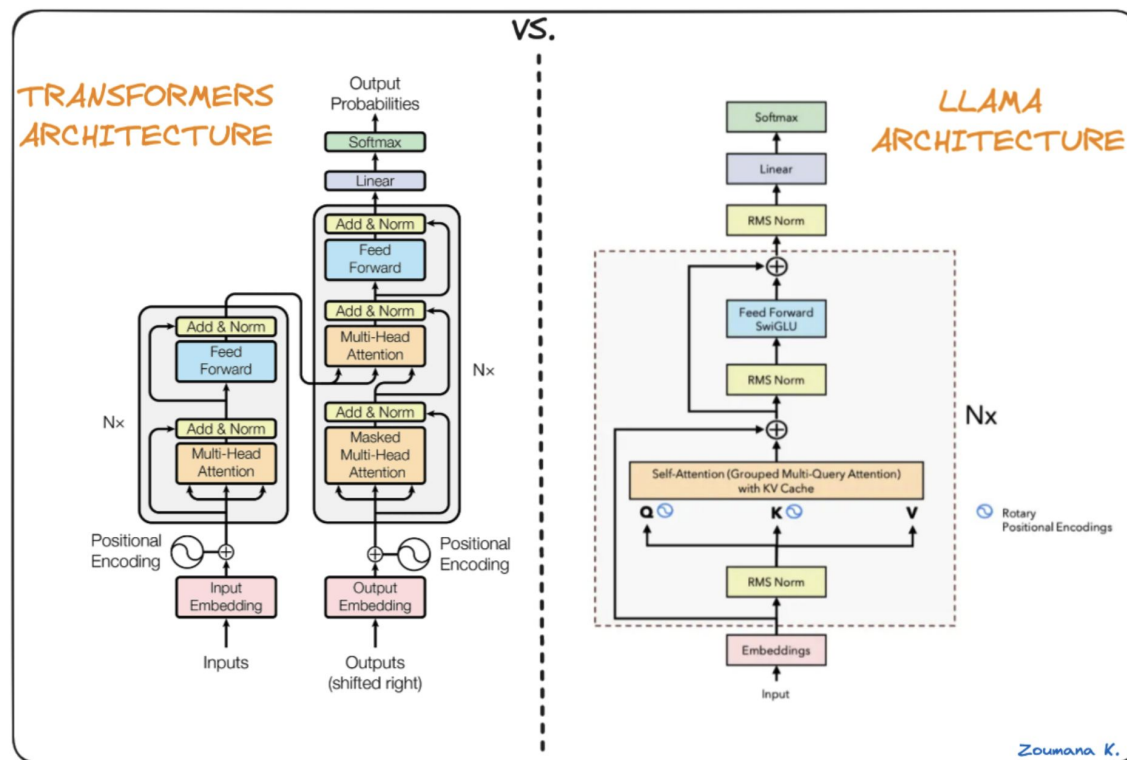 VS.
TRANSFORMERS
ARCHITECTURE
Output
Probabilities
Softmax
Linear
Add & Norm
Feed
Forward
Add & Norm
Multi-Head
Attention
Add & Norm
Masked
Multi-Head
Attention
Nx
Add & Norm
Feed
Forward
Add & Norm
Multi-Head
Attention
Nx
Positional
Encoding
Positional
Encoding
Input
Embedding
Output
Embedding
Inputs
Outputs
(shifted right)
LLAMA
ARCHITECTURE
Softmax
Linear
RMS Norm
Feed Forward
SwiGLU
RMS Norm
Nx
Self-Attention (Grouped Multi-Query Attention)
with KV Cache
Q
K
V
Rotary
Positional Encodings
RMS Norm
Embeddings
Input
Zoumana K.